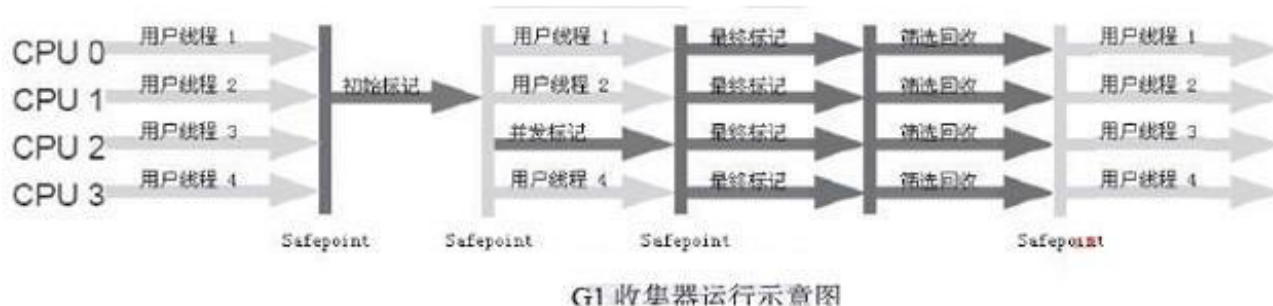 CPU 0 用户线程 1 用户线程 1 最终标记 筛选回收 用户线程 1
CPU 1 用户线程 2 初始标记 用户线程 2 最终标记 筛选回收 用户线程 2
CPU 2 用户线程 3 并发标记 最终标记 筛选回收 用户线程 3
CPU 3 用户线程 4 用户线程 4 最终标记 筛选回收 用户线程 4
Safepoint Safepoint Safepoint Safepoint
G1 收集器运行示意图